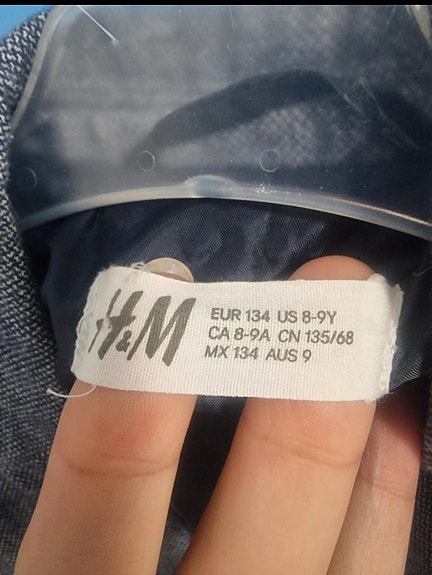 H&M
EUR 134 US 8-9Y
CA 8-9A CN 135/68
MX 134 AUS 9